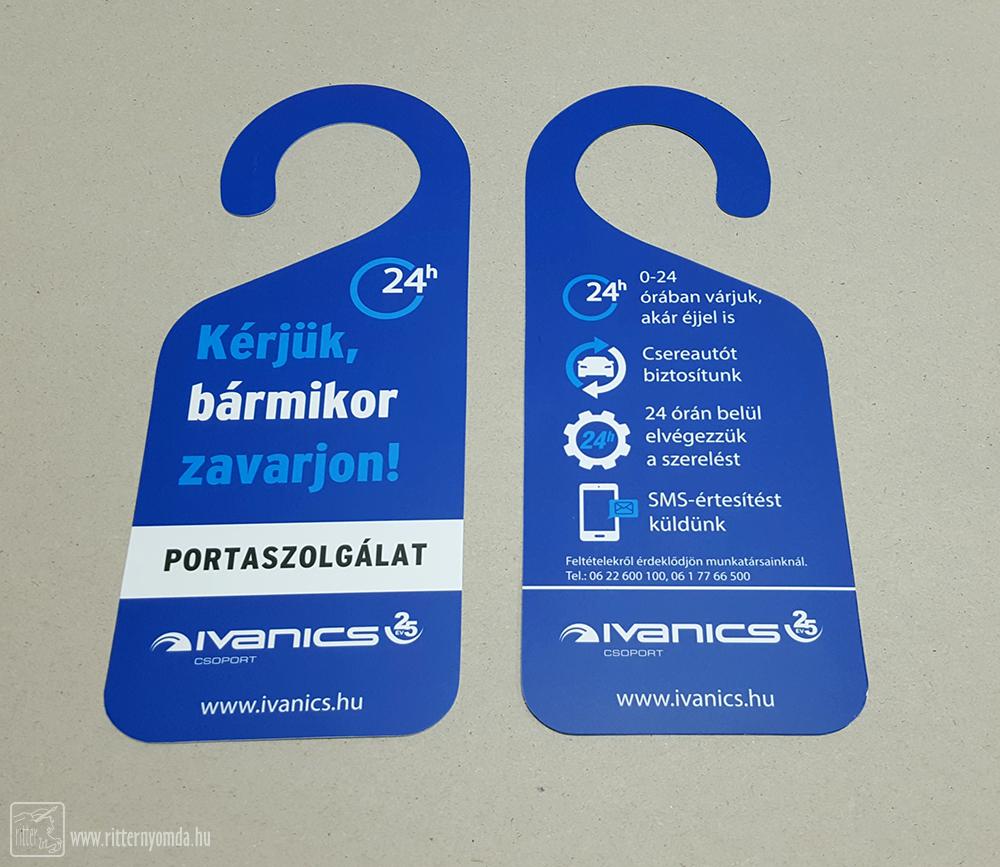 24h
Kérjük,
bármikor
zavarjon!
PORTASZOLGÁLAT
ivanics 25 ÉV
CSOPORT
www.ivanics.hu
24h
0-24
órában várjuk,
akár éjjel is
Csereautót
biztosítunk
24h
24 órán belül
elvégezzük
a szerelést
SMS-értesítést
küldünk
Feltételekről érdeklődjön munkatársainknál.
Tel.: 06 22 600 100, 06 1 77 66 500
ivanics 25 ÉV
CSOPORT
www.ivanics.hu
ritter
www.ritternyomda.hu